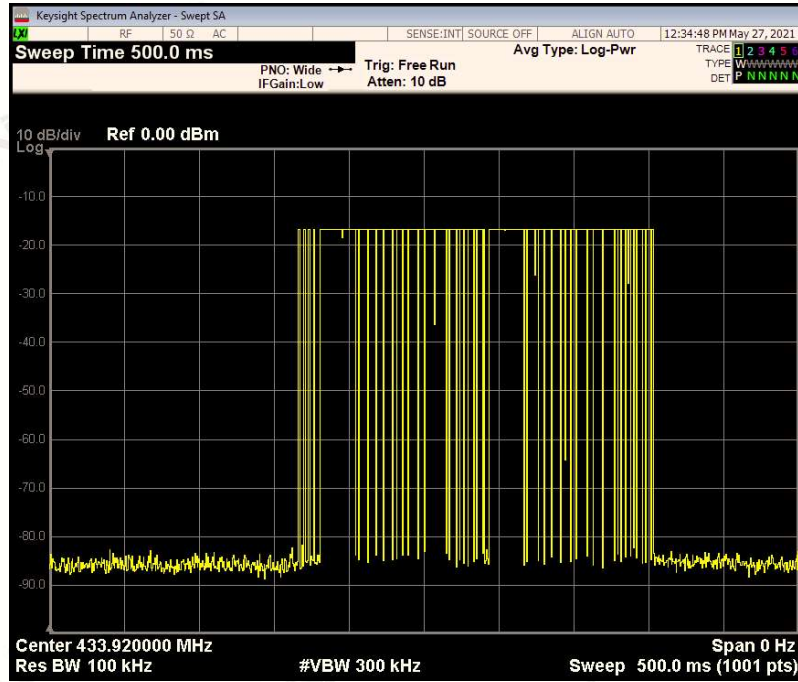 Keysight Spectrum Analyzer - Swept SA
LXI RF 50 Ω AC SENSE:INT SOURCE OFF ALIGN AUTO 12:34:48 PM May 27, 2021
Sweep Time 500.0 ms Avg Type: Log-Pwr TRACE 1 2 3 4 5 6
PNO: Wide Trig: Free Run TYPE W
IFGain:Low Atten: 10 dB DET P N N N N N
10 dB/div Ref 0.00 dBm
Log
-10.0
-20.0
-30.0
-40.0
-50.0
-60.0
-70.0
-80.0
-90.0
Center 433.920000 MHz Span 0 Hz
Res BW 100 kHz #VBW 300 kHz Sweep 500.0 ms (1001 pts)